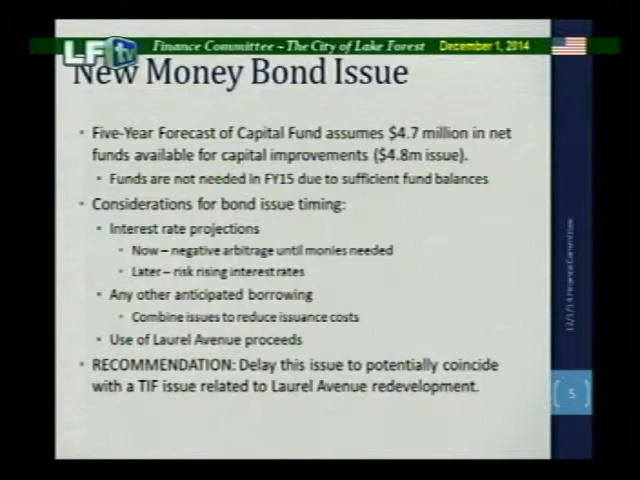 Finance Committee – The City of Lake Forest December 1, 2014
LFtv
New Money Bond Issue
• Five-Year Forecast of Capital Fund assumes $4.7 million in net
funds available for capital improvements ($4.8m issue).
• Funds are not needed in FY15 due to sufficient fund balances
• Considerations for bond issue timing:
• Interest rate projections
• Now – negative arbitrage until monies needed
• Later – risk rising interest rates
• Any other anticipated borrowing
• Combine issues to reduce issuance costs
• Use of Laurel Avenue proceeds
• RECOMMENDATION: Delay this issue to potentially coincide
with a TIF issue related to Laurel Avenue redevelopment.
12/1/14 Finance Committee
5